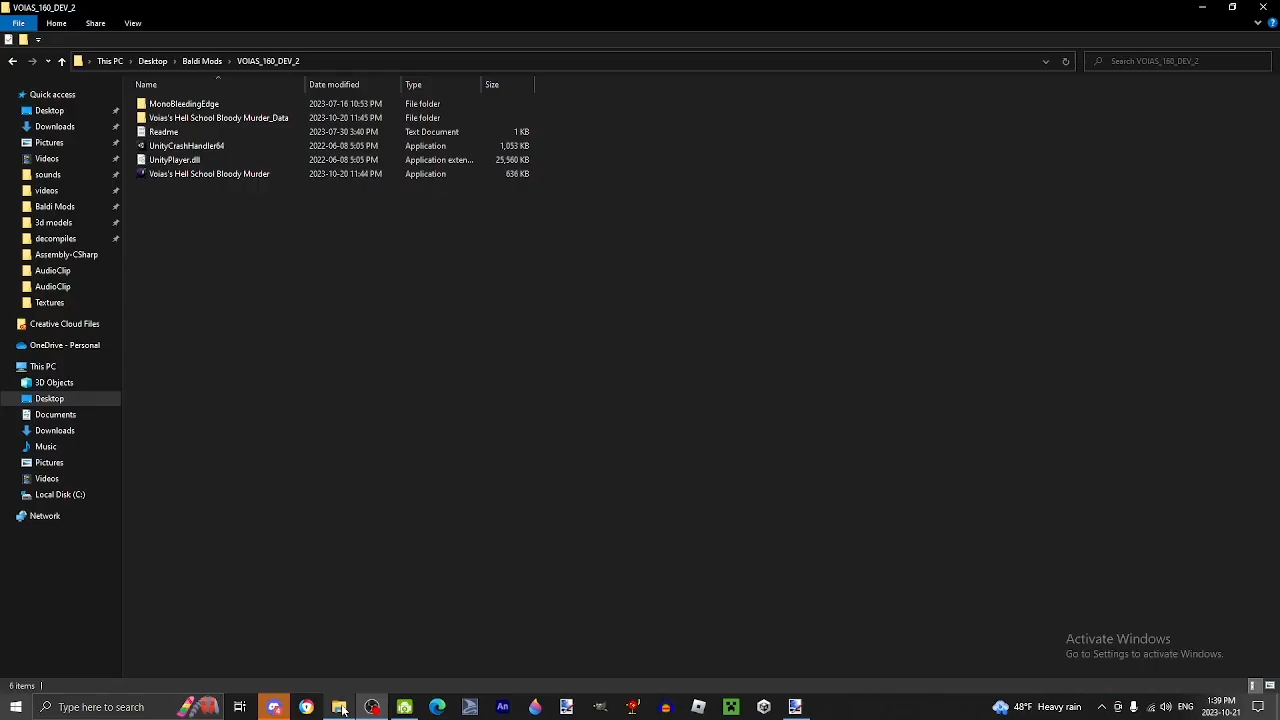 VOIAS_160_DEV_2
File Home Share View
This PC Desktop Baldi Mods VOIAS_160_DEV_2 Search VOIAS_160_DEV_2
Name Date modified Type Size
Quick access
Desktop
Downloads
Pictures
Videos
sounds
videos
Baldi Mods
3d models
decompiles
Assembly-CSharp
AudioClip
AudioClip
Textures
Creative Cloud Files
OneDrive - Personal
This PC
3D Objects
Desktop
Documents
Downloads
Music
Pictures
Videos
Local Disk (C:)
Network
MonoBleedingEdge 2023-07-16 10:53 PM File folder
Voias's Hell School Bloody Murder_Data 2023-10-20 11:45 PM File folder
Readme 2023-07-30 3:40 PM Text Document 1 KB
UnityCrashHandler64 2022-06-08 5:05 PM Application 1,053 KB
UnityPlayer.dll 2022-06-08 5:05 PM Application exten... 25,560 KB
Voias's Hell School Bloody Murder 2023-10-20 11:44 PM Application 636 KB
Activate Windows
Go to Settings to activate Windows.
6 items
Type here to search
An
48°F Heavy rain
ENG
1:39 PM
2023-10-21